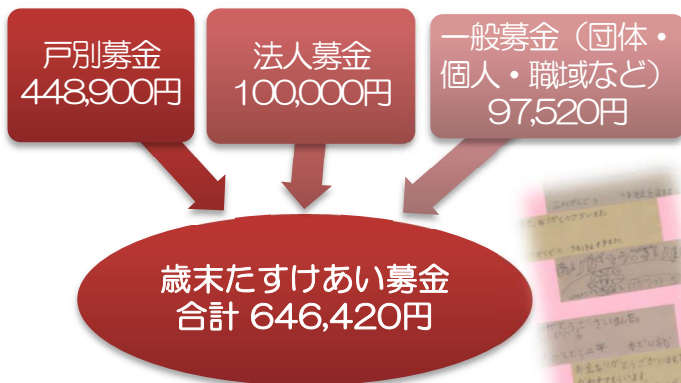 戸別募金
448,900円
法人募金
100,000円
一般募金（団体・
個人・職域など）
97,520円
歳末たすけあい募金
合計 646,420円